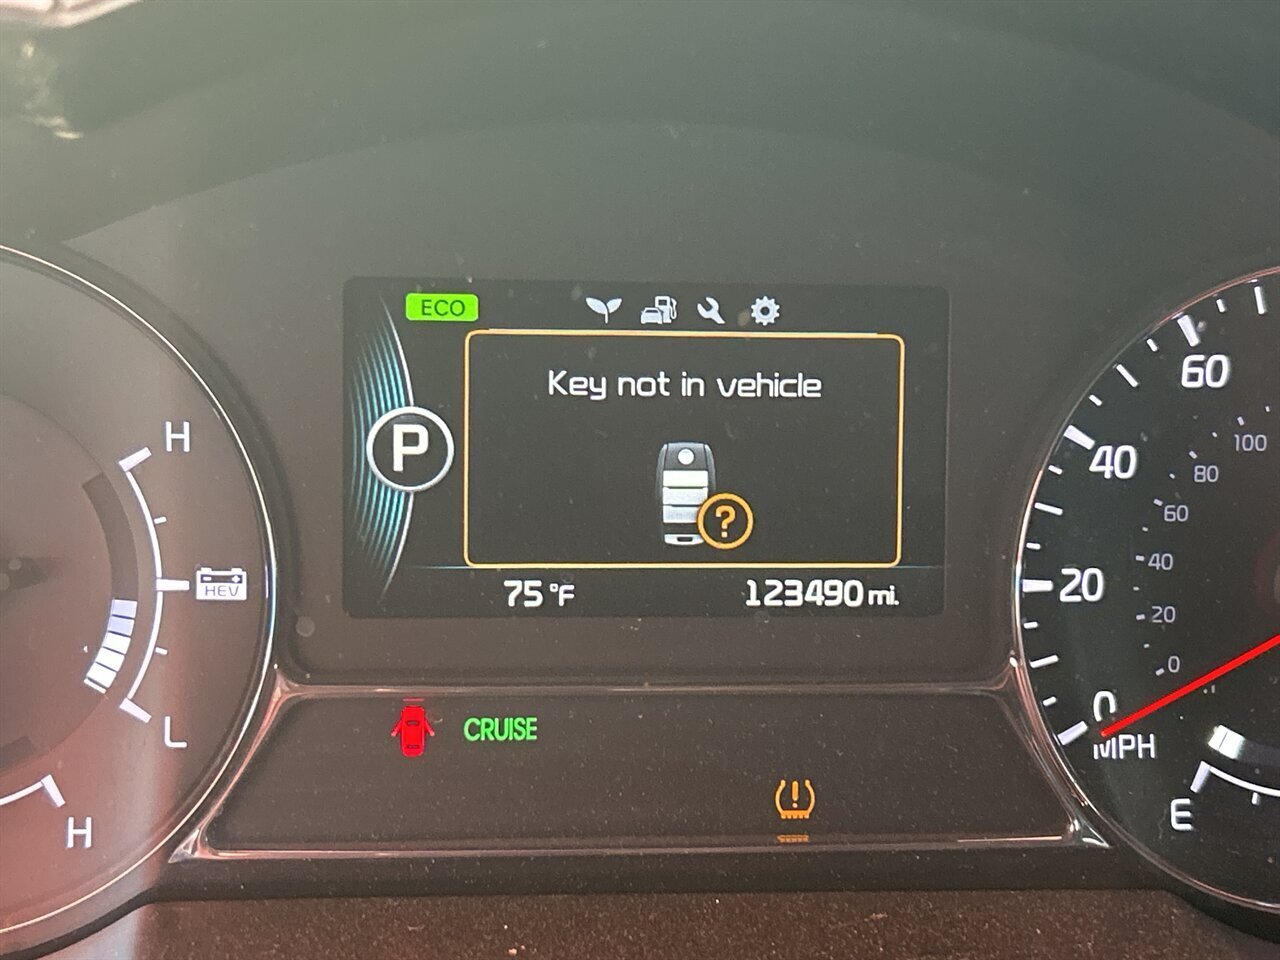 ECO
Key not in vehicle
P
?
75°F
123490 mi.
H
HEV
L
H
CRUISE
60
40
20
0
MPH
100
80
60
40
20
0
E